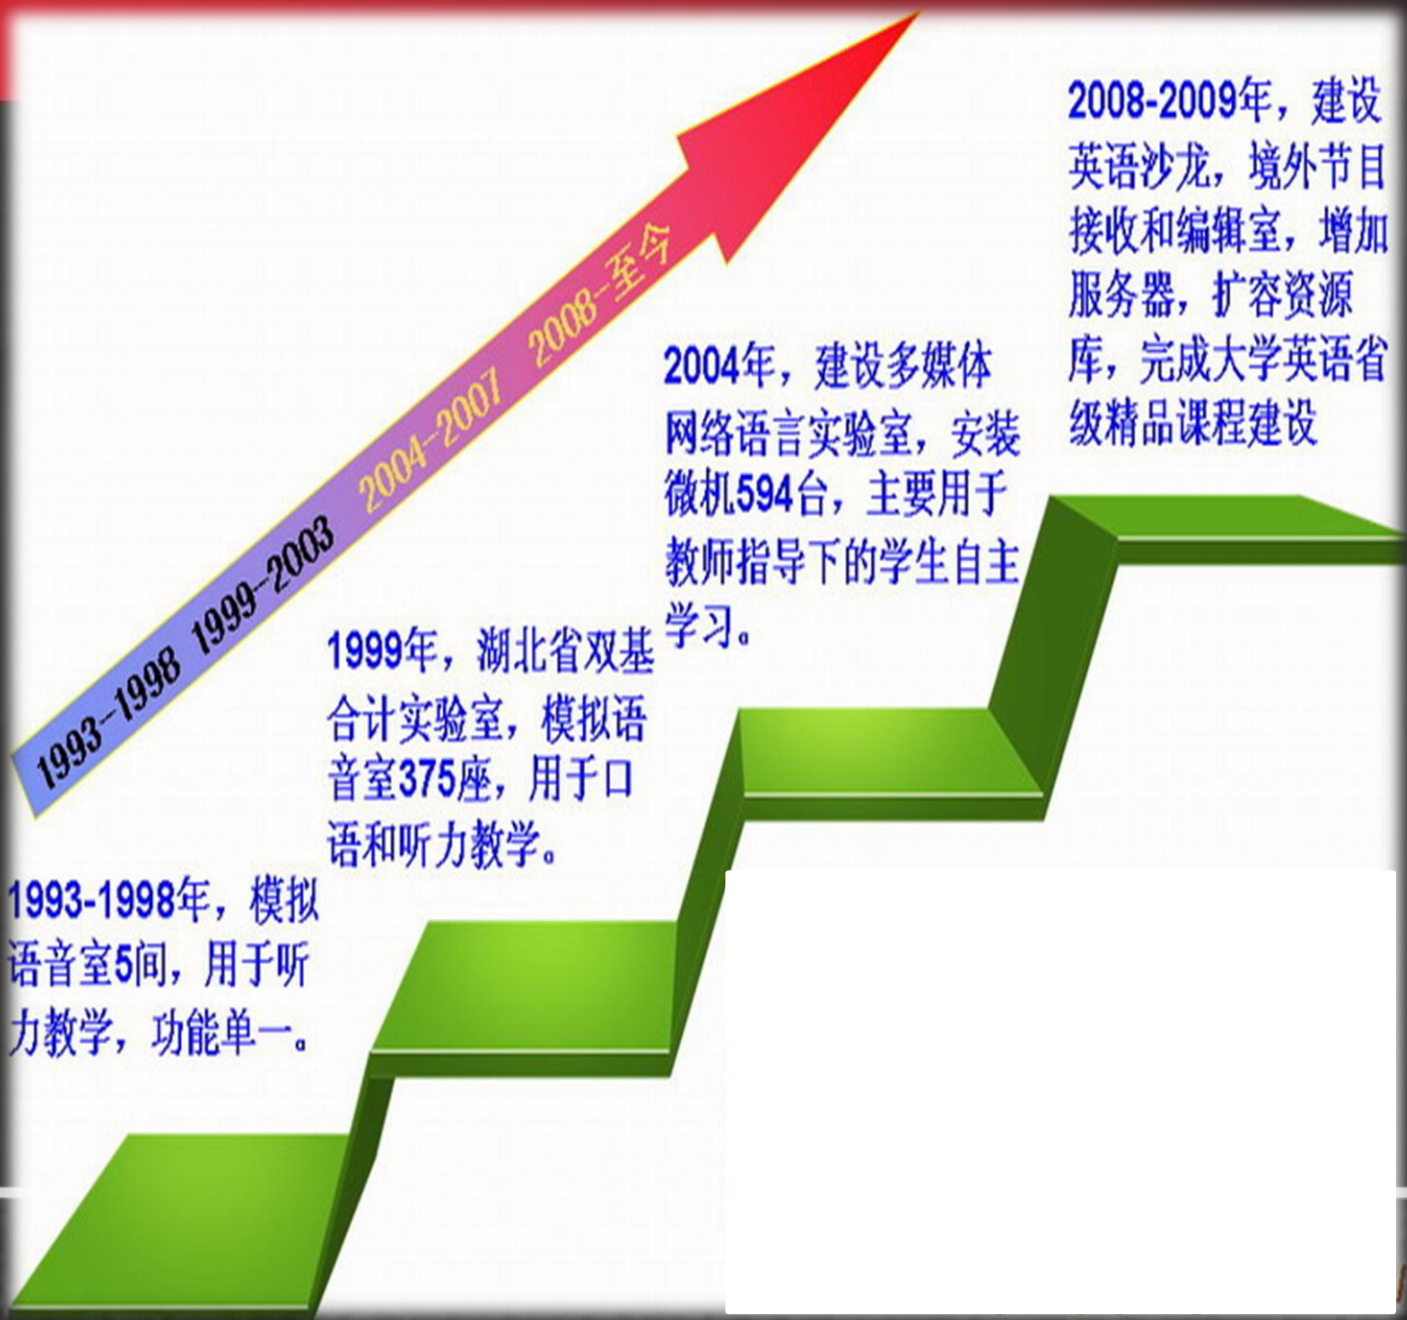 1993-1998 1999-2003 2004-2007 2008-至今
2008-2009年，建设
英语沙龙，境外节目
接收和编辑室，增加
服务器，扩容资源
库，完成大学英语省
级精品课程建设
2004年，建设多媒体
网络语言实验室，安装
微机594台，主要用于
教师指导下的学生自主
学习。
1999年，湖北省双基
合计实验室，模拟语
音室375座，用于口
语和听力教学。
1993-1998年，模拟
语音室5间，用于听
力教学，功能单一。